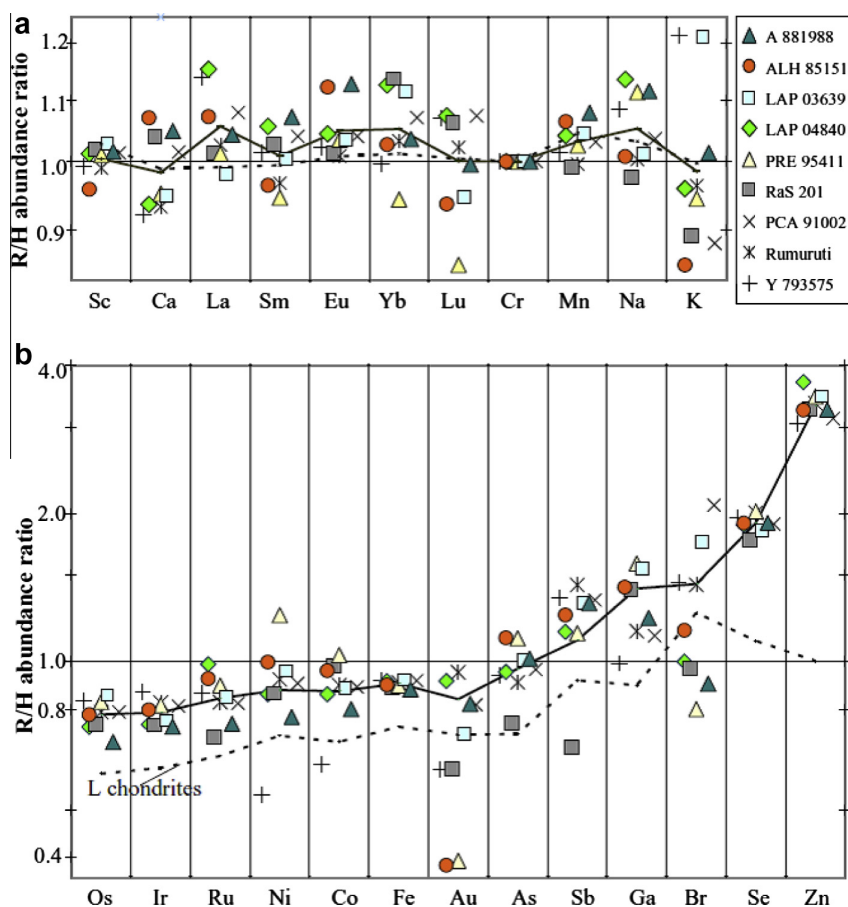 a
R/H abundance ratio
1.2
1.1
1.0
0.9
Sc Ca La Sm Eu Yb Lu Cr Mn Na K
A 881988
ALH 85151
LAP 03639
LAP 04840
PRE 95411
RaS 201
PCA 91002
Rumuruti
Y 793575
b
R/H abundance ratio
4.0
2.0
1.0
0.8
0.4
L chondrites
Os Ir Ru Ni Co Fe Au As Sb Ga Br Se Zn